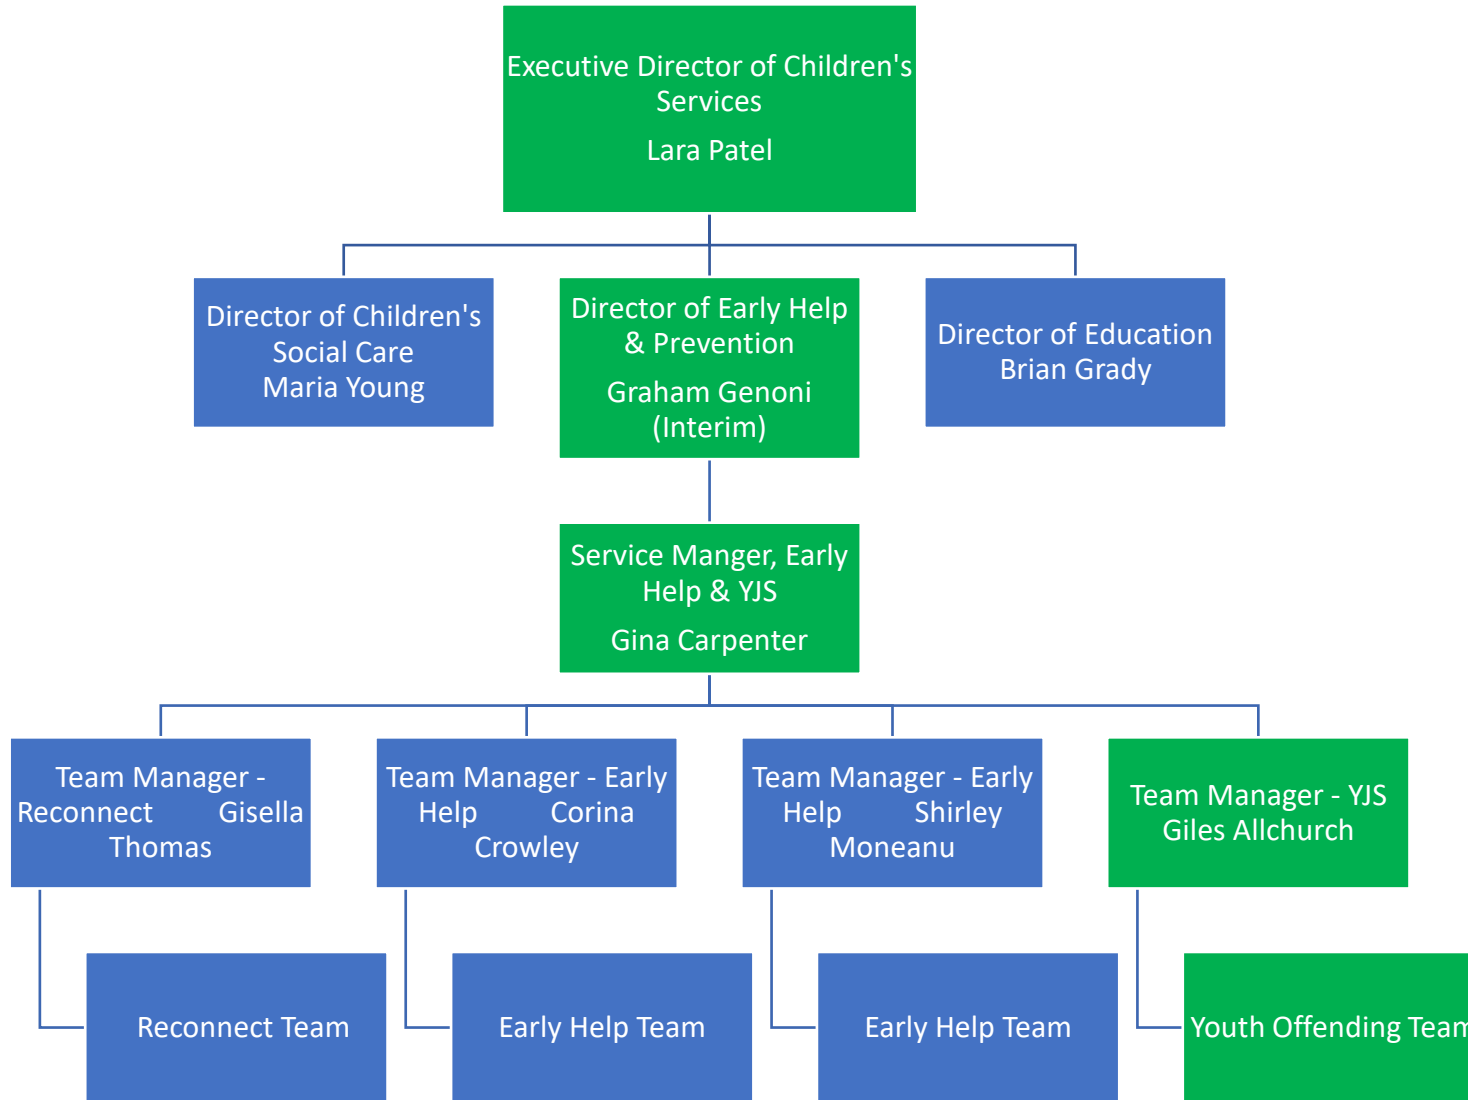 Executive Director of Children's
Services
Lara Patel
Director of Children's
Social Care
Maria Young
Director of Early Help
& Prevention
Graham Genoni
(Interim)
Director of Education
Brian Grady
Service Manger, Early
Help & YJS
Gina Carpenter
Team Manager -
Reconnect Gisella
Thomas
Team Manager - Early
Help Corina
Crowley
Team Manager - Early
Help Shirley
Moneanu
Team Manager - YJS
Giles Allchurch
Reconnect Team
Early Help Team
Early Help Team
Youth Offending Team